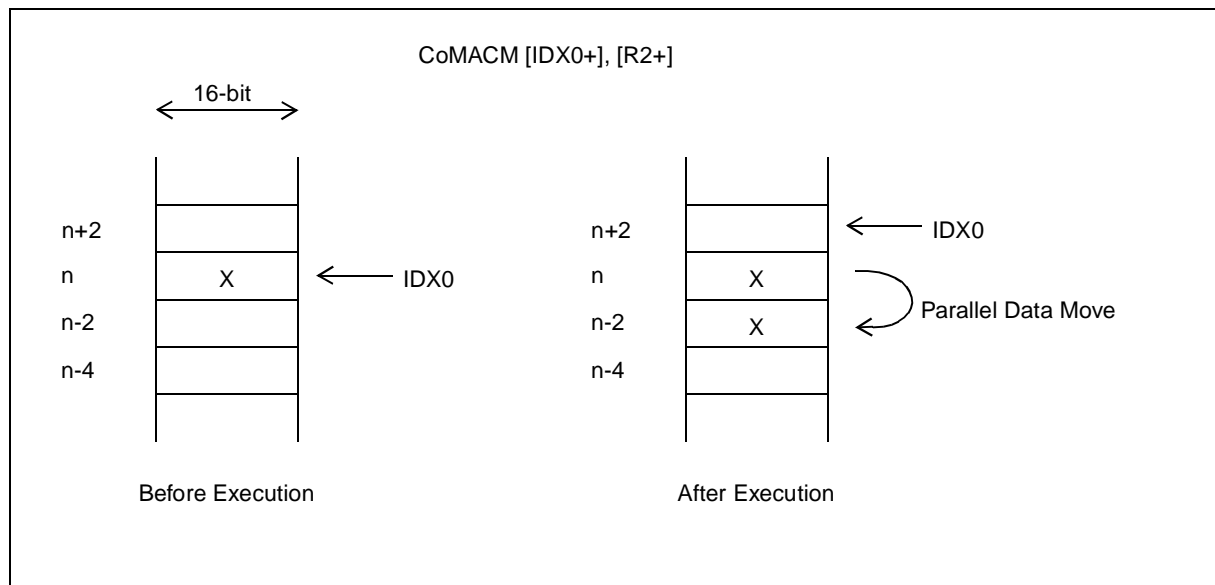 CoMACM [IDX0+], [R2+]
16-bit
n+2
n
X
IDX0
n-2
n-4
Before Execution
n+2
IDX0
n
X
n-2
X
Parallel Data Move
n-4
After Execution